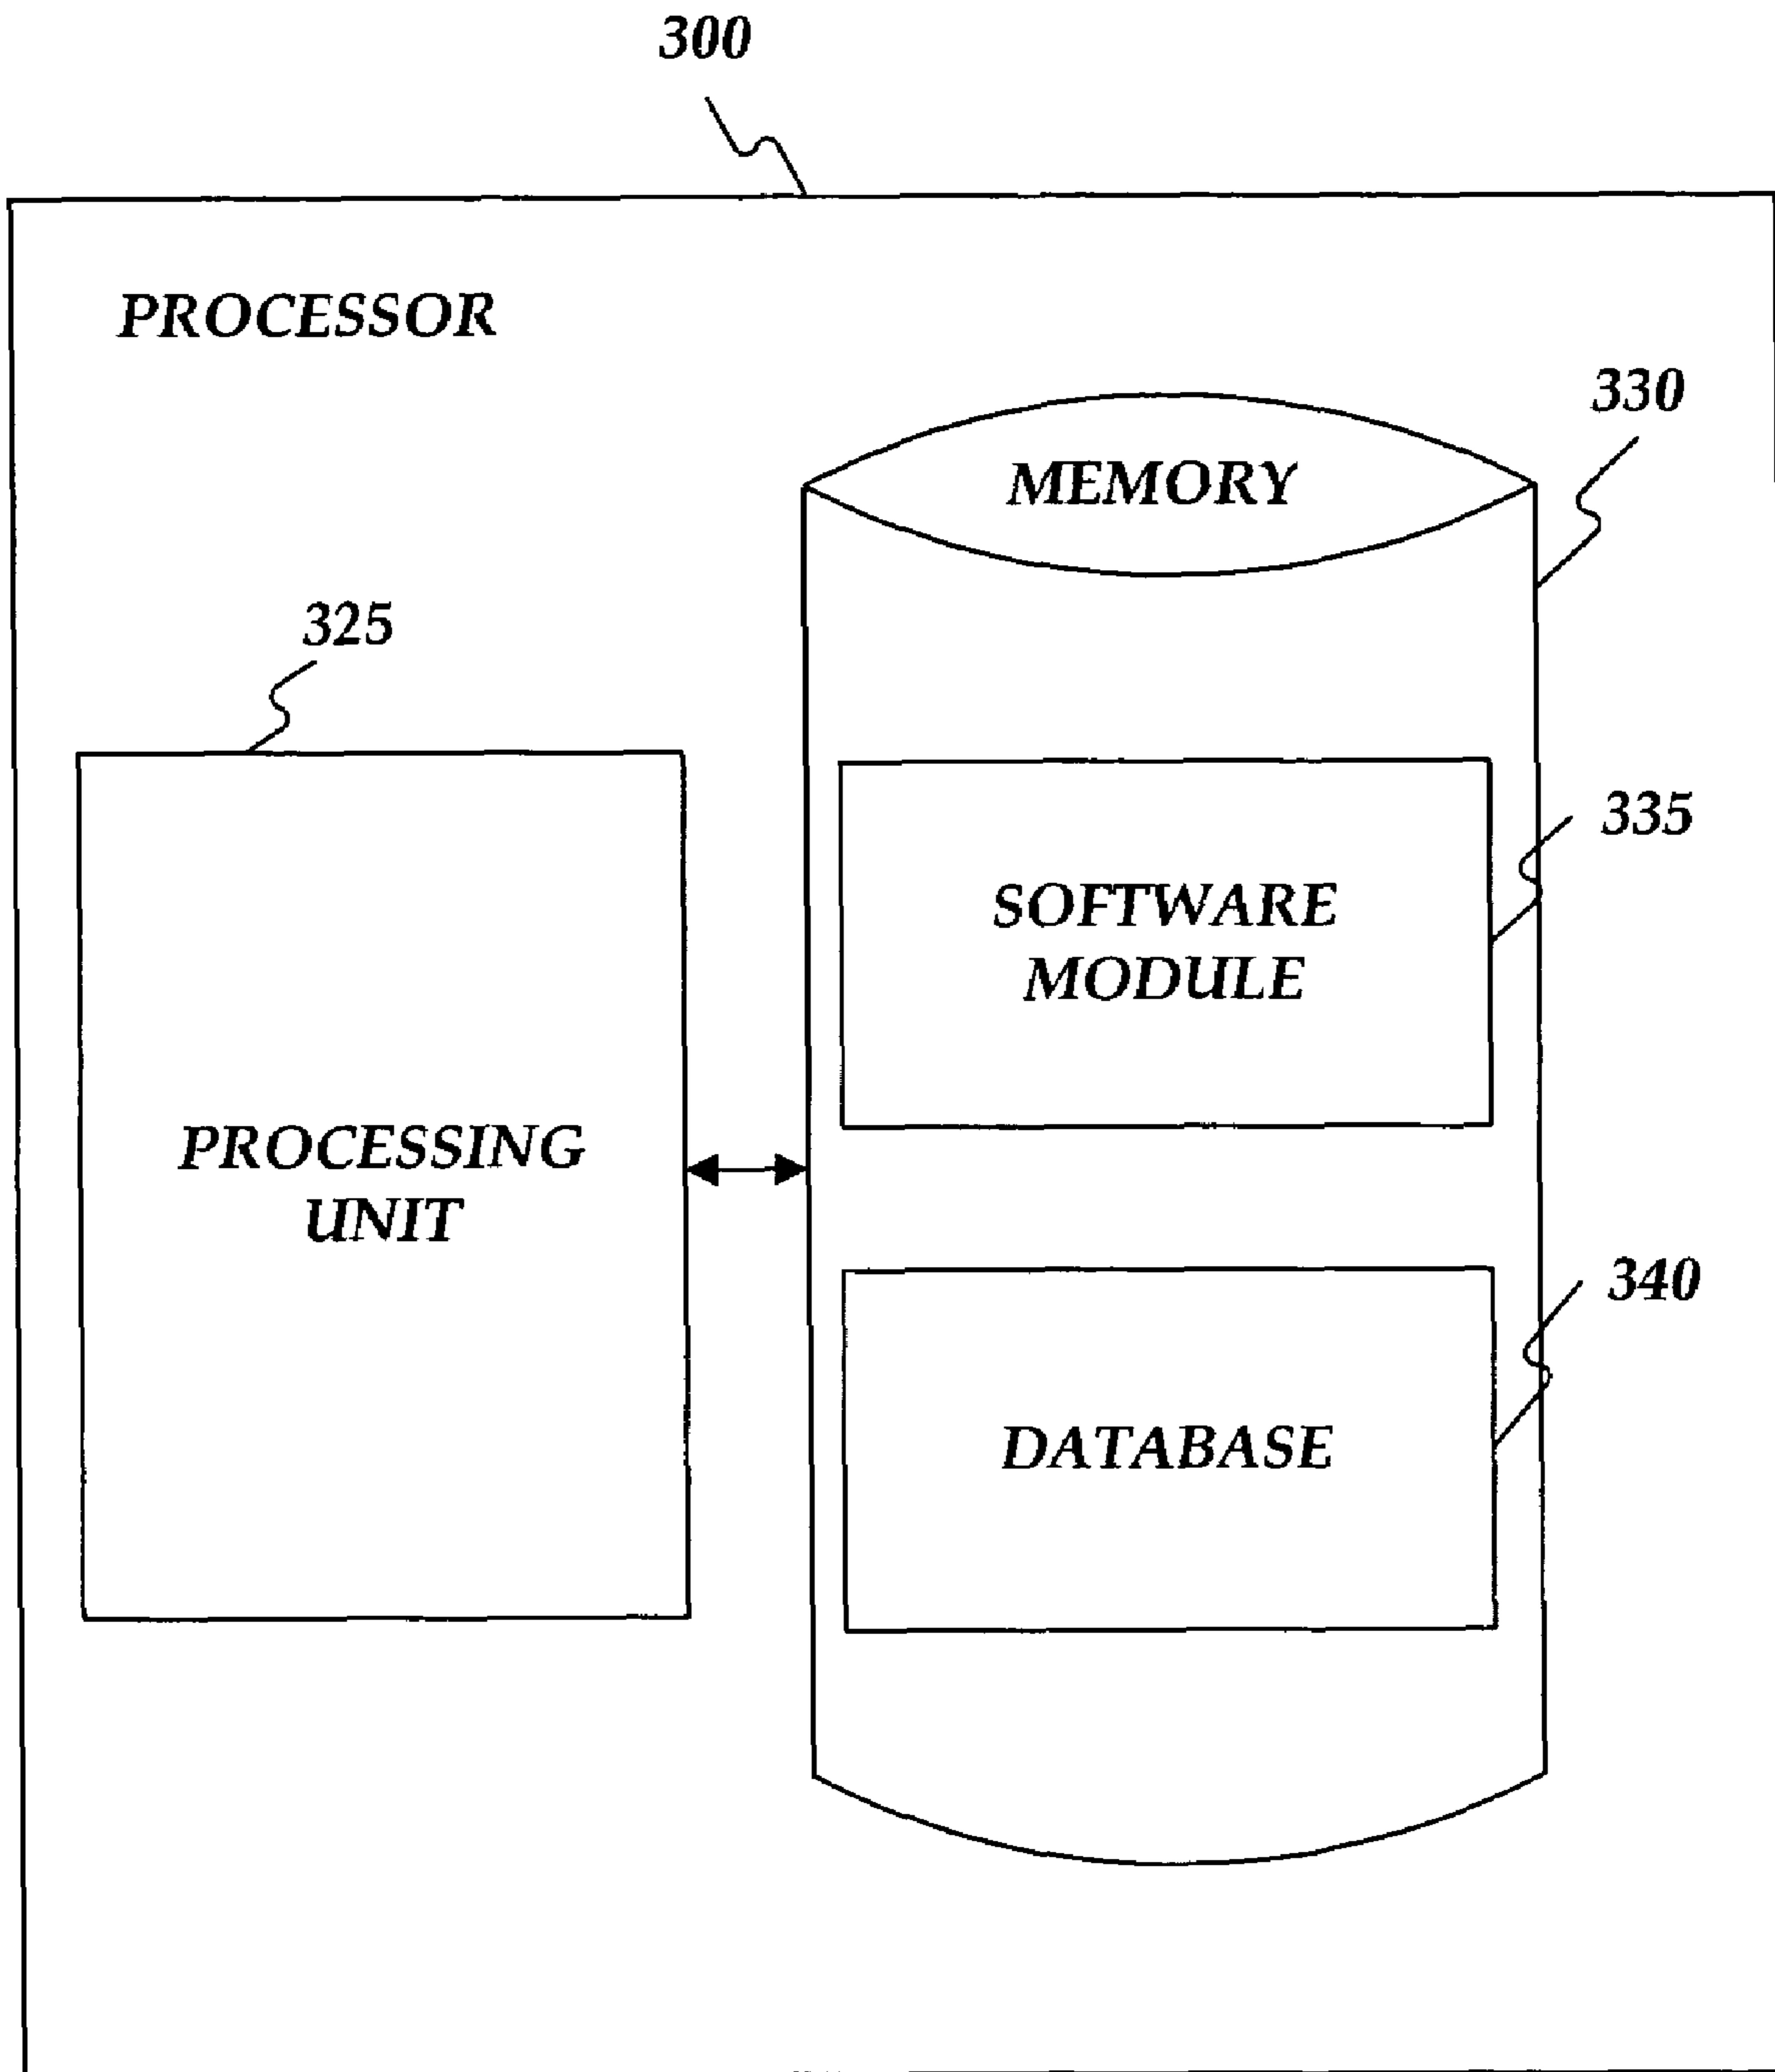 300
PROCESSOR
330
MEMORY
325
335
SOFTWARE
MODULE
PROCESSING
UNIT
340
DATABASE